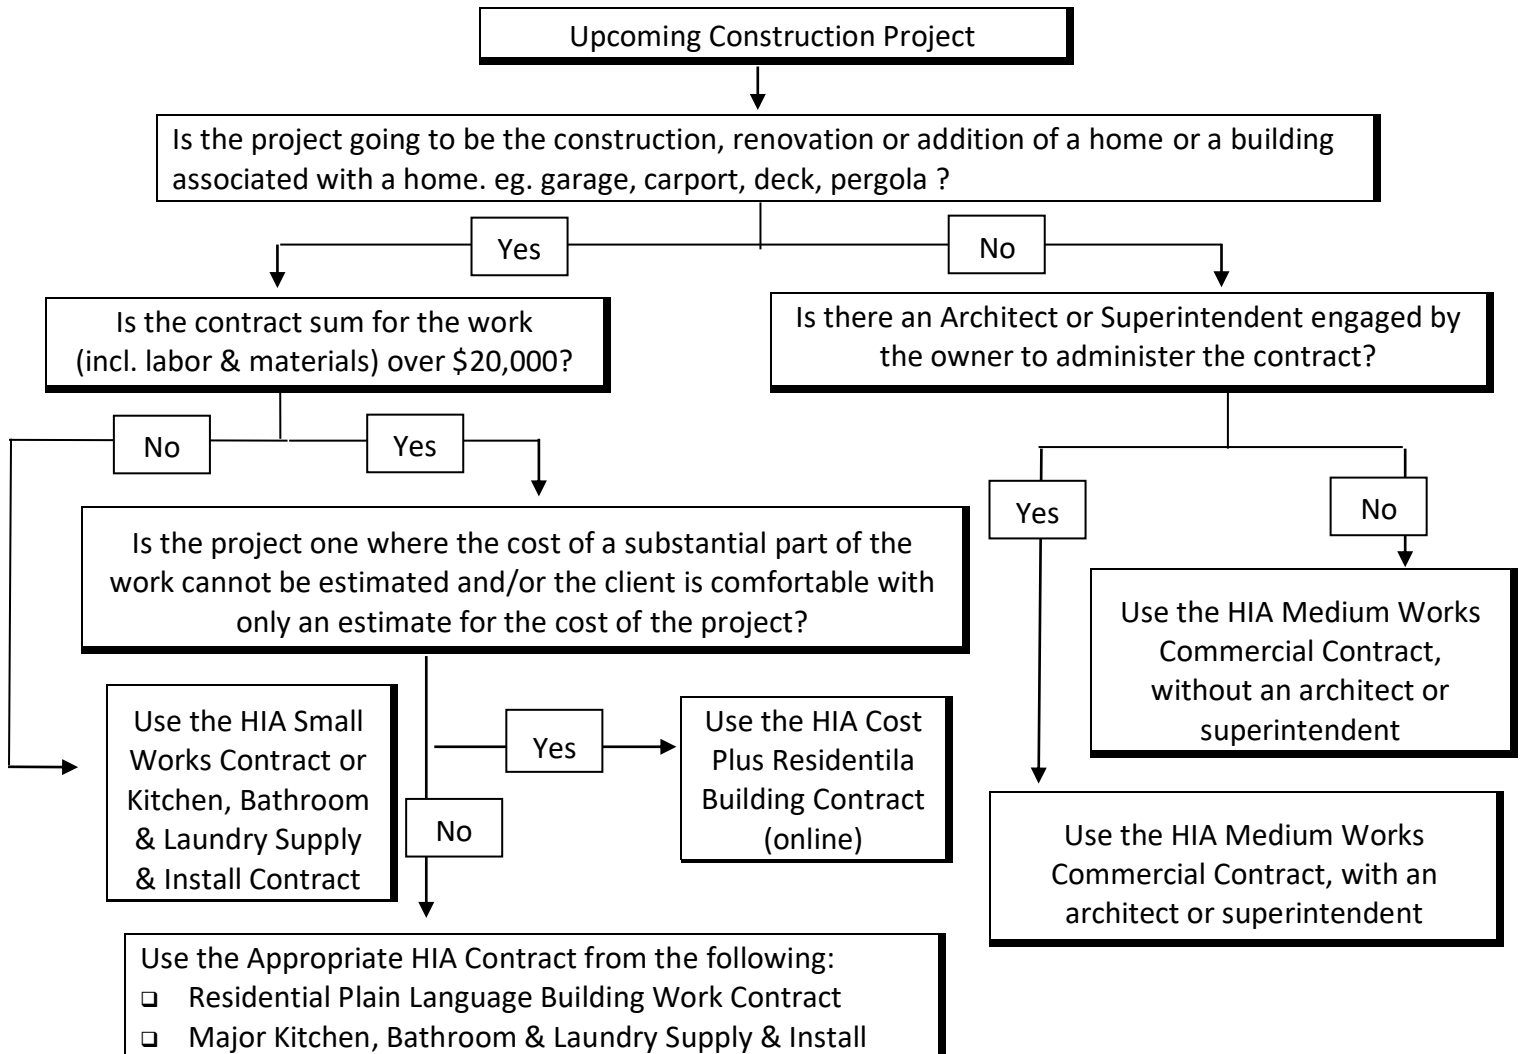 Upcoming Construction Project
Is the project going to be the construction, renovation or addition of a home or a building
associated with a home. eg. garage, carport, deck, pergola ?
Yes
No
Is the contract sum for the work
(incl. labor & materials) over $20,000?
Is there an Architect or Superintendent engaged by
the owner to administer the contract?
No
Yes
Yes
No
Is the project one where the cost of a substantial part of the
work cannot be estimated and/or the client is comfortable with
only an estimate for the cost of the project?
Use the HIA Medium Works
Commercial Contract,
without an architect or
superintendent
Use the HIA Small
Works Contract or
Kitchen, Bathroom
& Laundry Supply
& Install Contract
Yes
No
Use the HIA Cost
Plus Residentila
Building Contract
(online)
Use the HIA Medium Works
Commercial Contract, with an
architect or superintendent
Use the Appropriate HIA Contract from the following:
❑ Residential Plain Language Building Work Contract
❑ Major Kitchen, Bathroom & Laundry Supply & Install